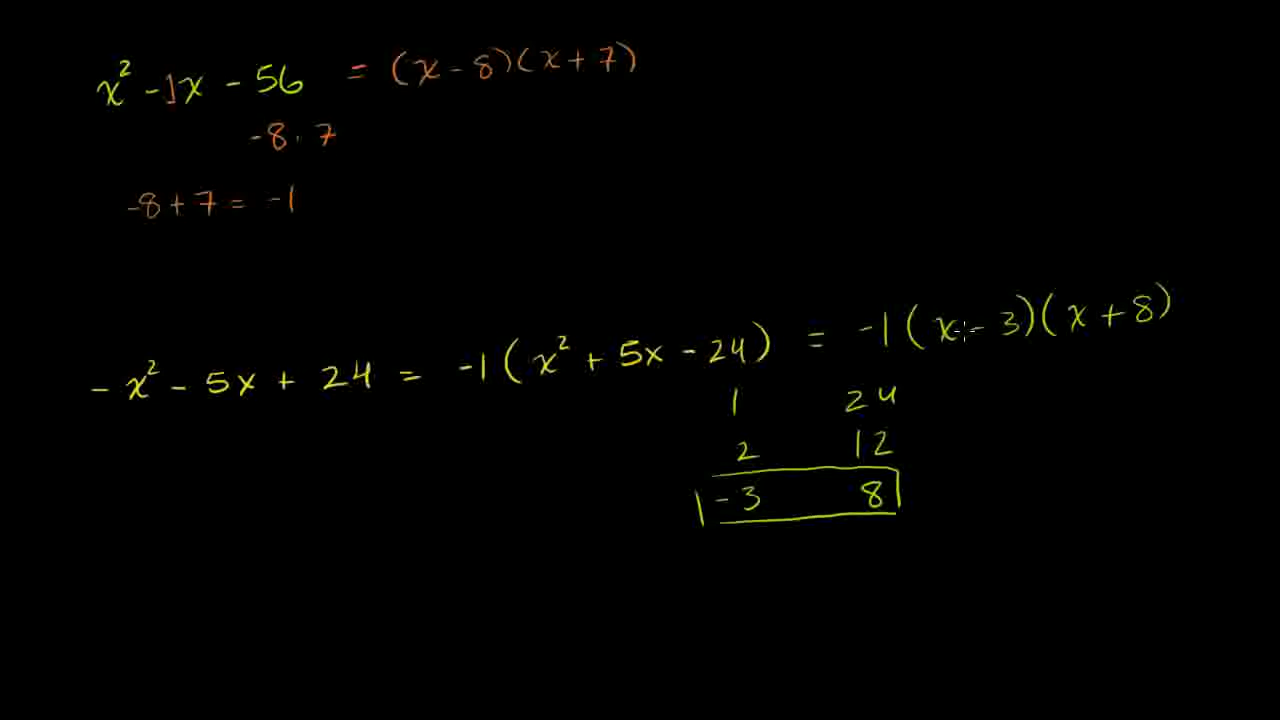 x² - 1x - 56 = (x - 8)(x + 7)
-8 · 7
-8 + 7 = -1
- x² - 5x + 24 = -1(x² + 5x - 24) = -1(x - 3)(x + 8)
1 24
2 12
-3 8